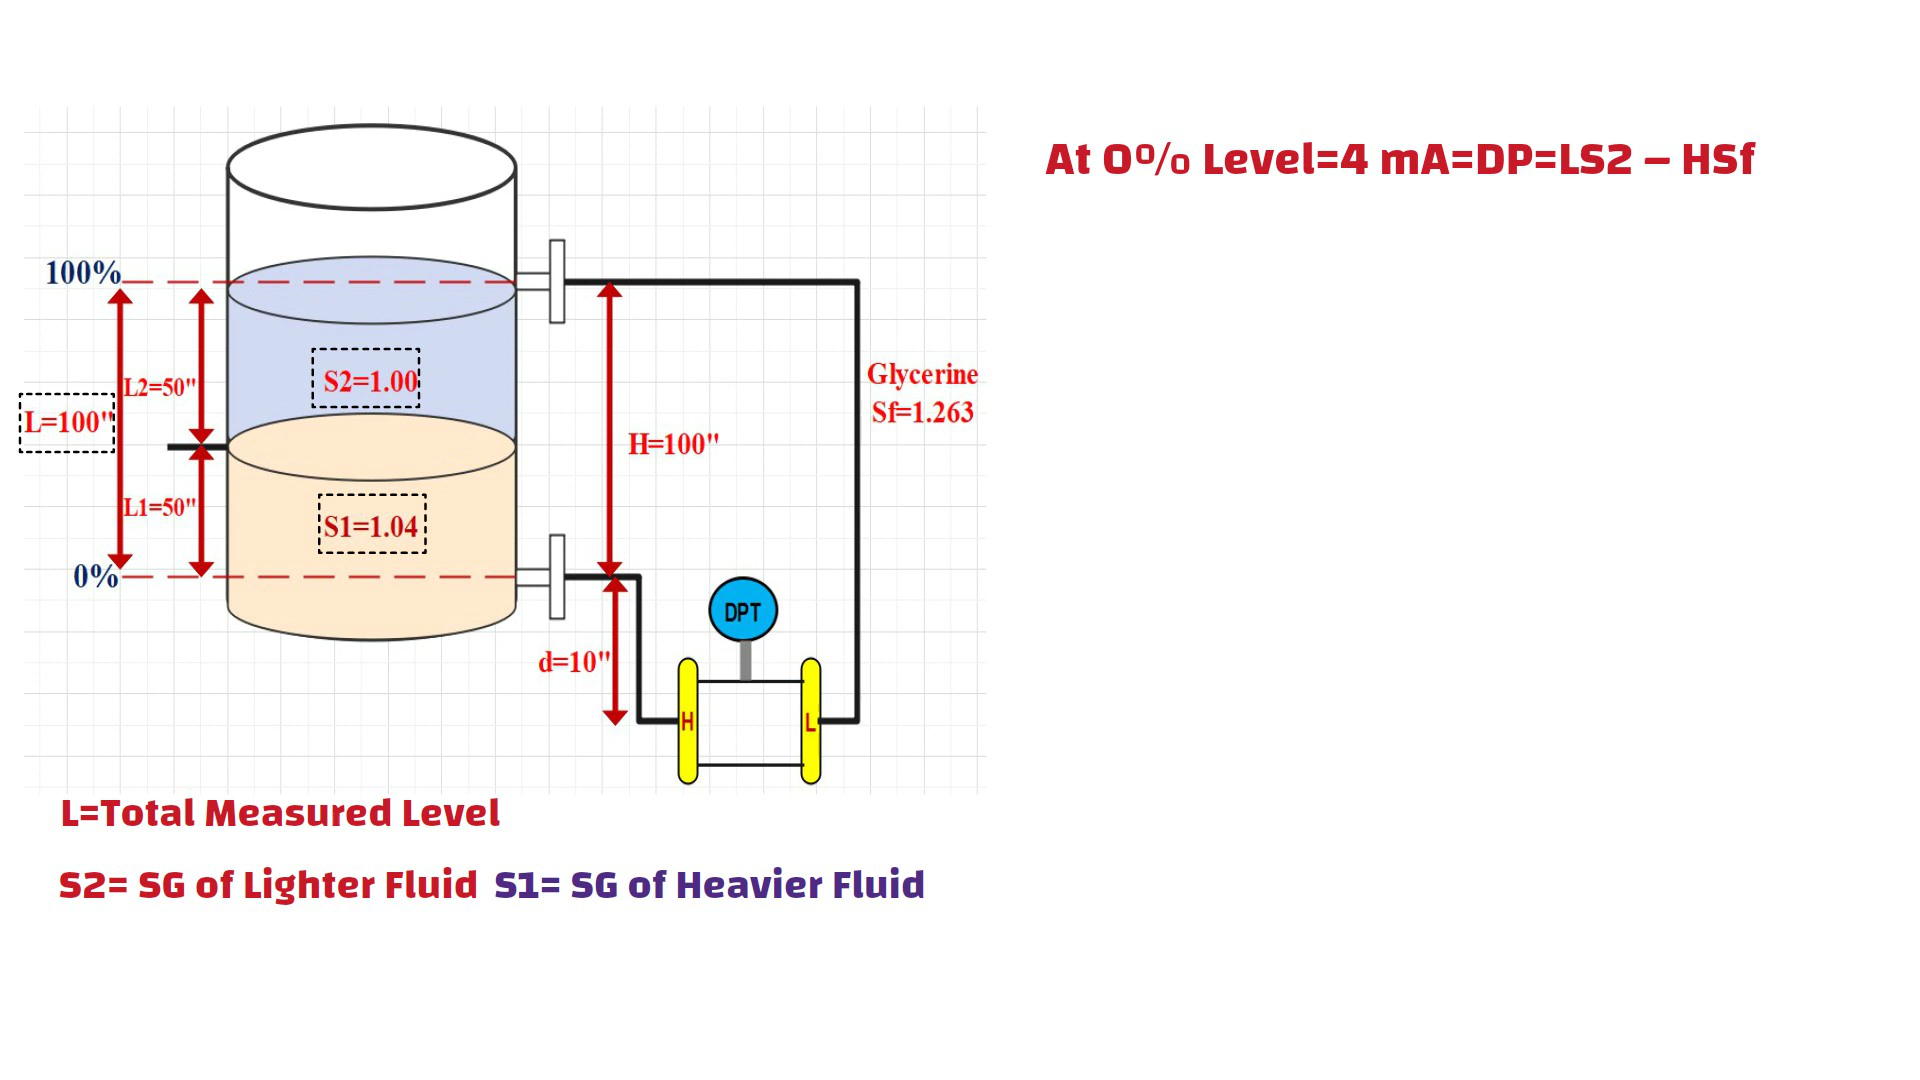 At 0% Level=4 mA=DP=LS2 – HSf
100%
S2=1.00
L2=50"
L=100"
Glycerine
Sf=1.263
H=100"
L1=50"
S1=1.04
0%
DPT
d=10"
H
L
L=Total Measured Level
S2= SG of Lighter Fluid S1= SG of Heavier Fluid